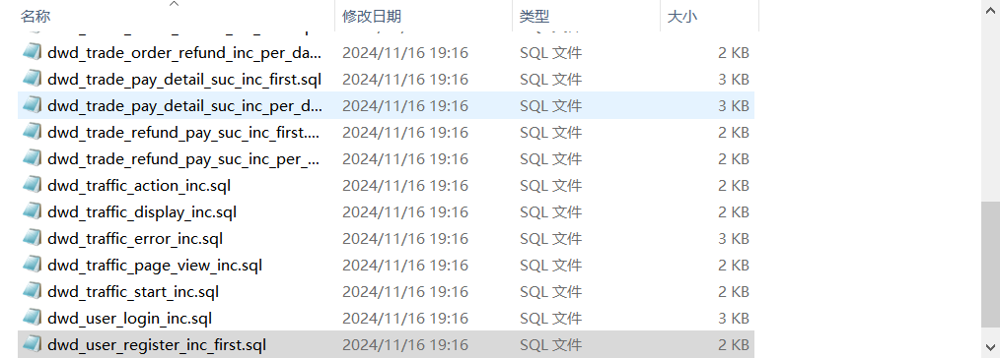 名称 修改日期 类型 大小
dwd_trade_order_refund_inc_per_da... 2024/11/16 19:16 SQL 文件 2 KB
dwd_trade_pay_detail_suc_inc_first.sql 2024/11/16 19:16 SQL 文件 3 KB
dwd_trade_pay_detail_suc_inc_per_d... 2024/11/16 19:16 SQL 文件 3 KB
dwd_trade_refund_pay_suc_inc_first.... 2024/11/16 19:16 SQL 文件 2 KB
dwd_trade_refund_pay_suc_inc_per_... 2024/11/16 19:16 SQL 文件 2 KB
dwd_traffic_action_inc.sql 2024/11/16 19:16 SQL 文件 2 KB
dwd_traffic_display_inc.sql 2024/11/16 19:16 SQL 文件 2 KB
dwd_traffic_error_inc.sql 2024/11/16 19:16 SQL 文件 3 KB
dwd_traffic_page_view_inc.sql 2024/11/16 19:16 SQL 文件 2 KB
dwd_traffic_start_inc.sql 2024/11/16 19:16 SQL 文件 2 KB
dwd_user_login_inc.sql 2024/11/16 19:16 SQL 文件 3 KB
dwd_user_register_inc_first.sql 2024/11/16 19:16 SQL 文件 2 KB